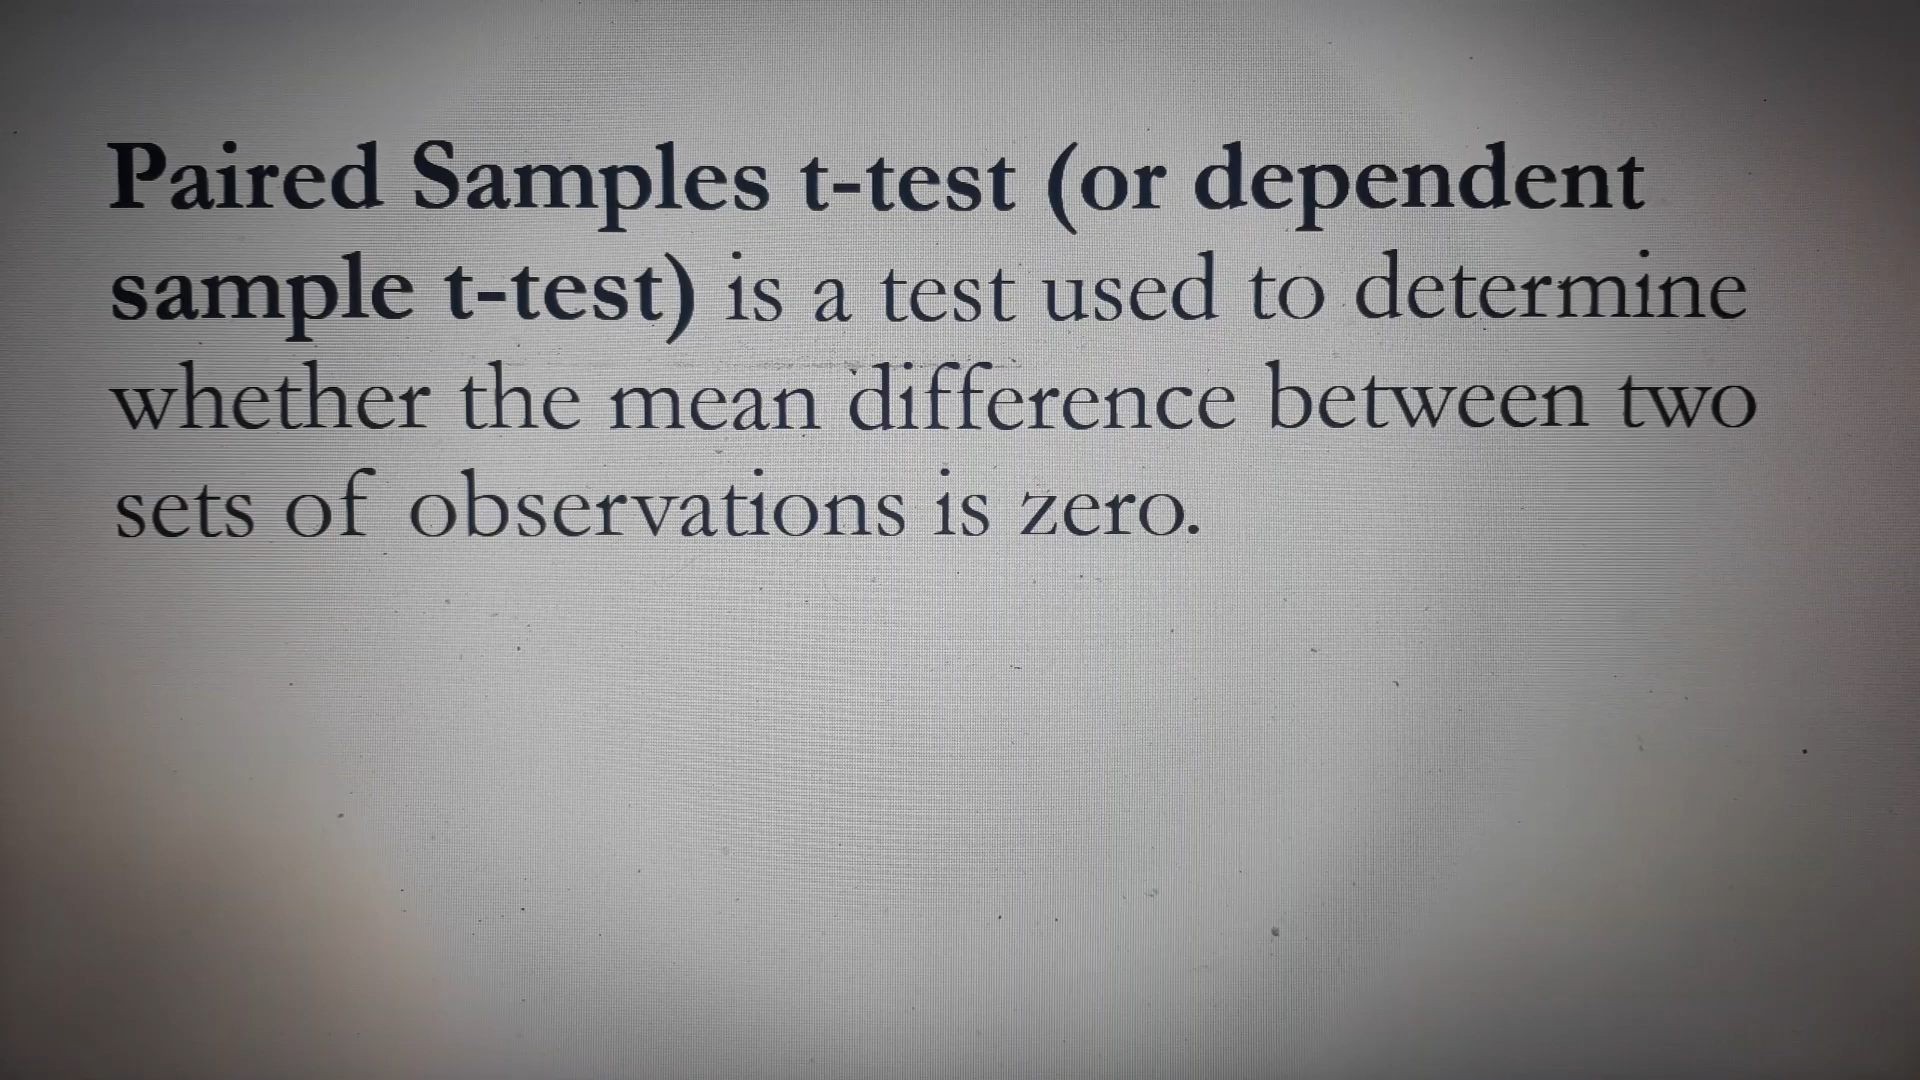 Paired Samples t-test (or dependent
sample t-test) is a test used to determine
whether the mean difference between two
sets of observations is zero.